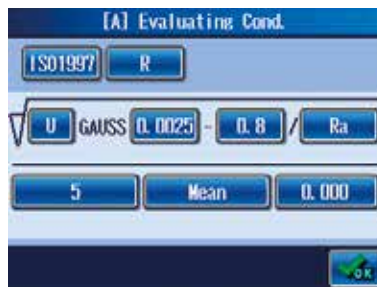 [A] Evaluating Cond.
ISO1997 R
U GAUSS 0.0025 - 0.8 / Ra
5 Mean 0.000
OK